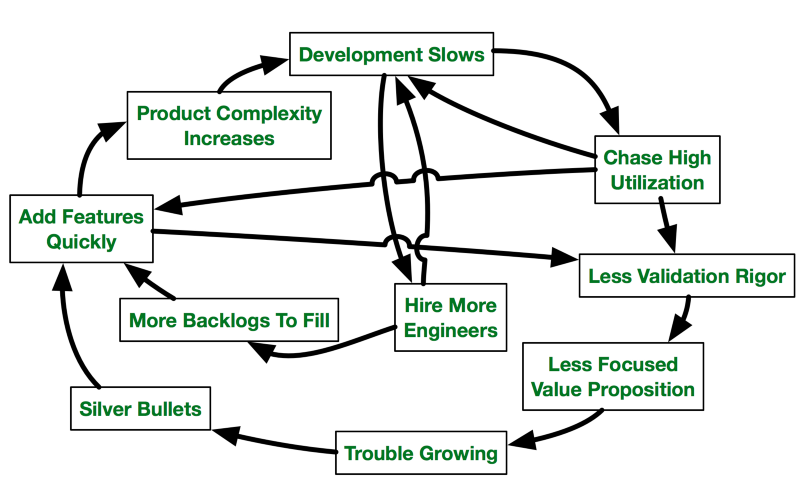 Development Slows
Product Complexity
Increases
Chase High
Utilization
Add Features
Quickly
Less Validation Rigor
More Backlogs To Fill
Hire More
Engineers
Less Focused
Value Proposition
Silver Bullets
Trouble Growing